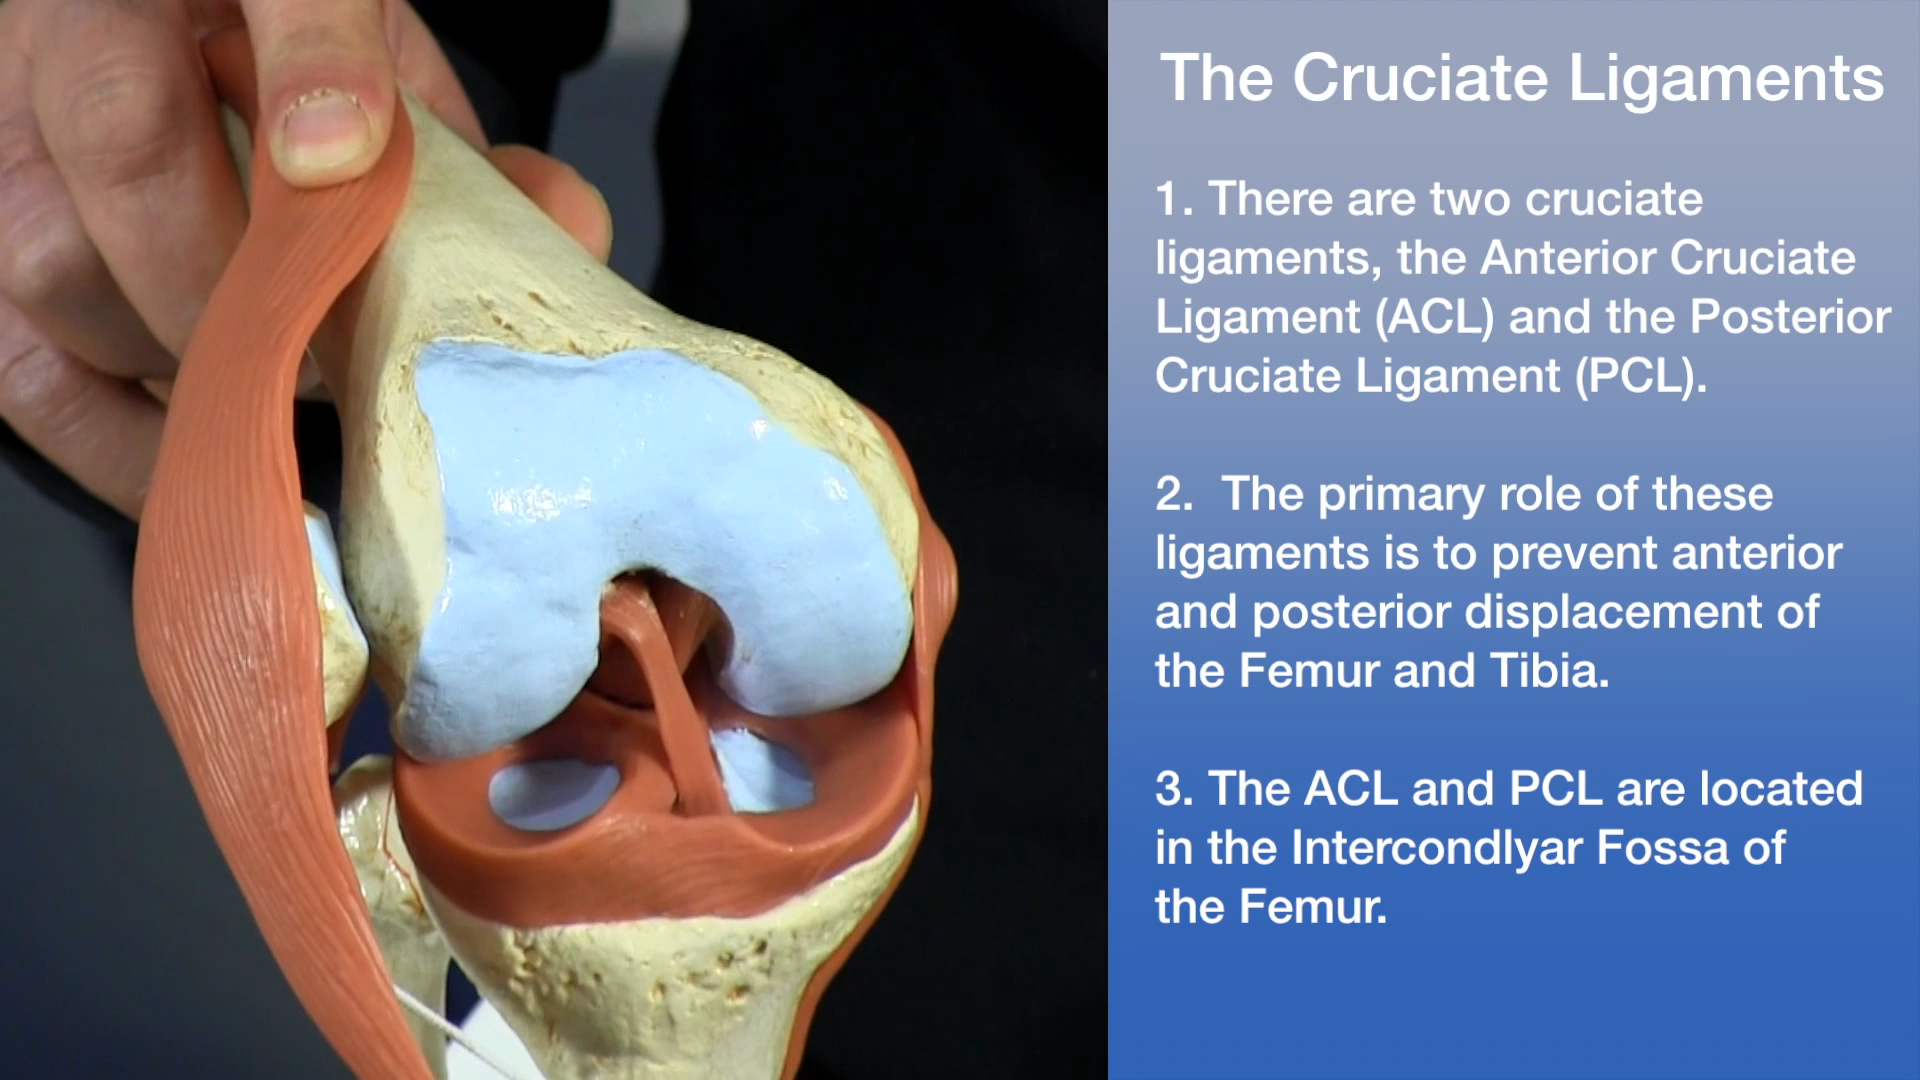 The Cruciate Ligaments
1. There are two cruciate
ligaments, the Anterior Cruciate
Ligament (ACL) and the Posterior
Cruciate Ligament (PCL).
2. The primary role of these
ligaments is to prevent anterior
and posterior displacement of
the Femur and Tibia.
3. The ACL and PCL are located
in the Intercondlyar Fossa of
the Femur.